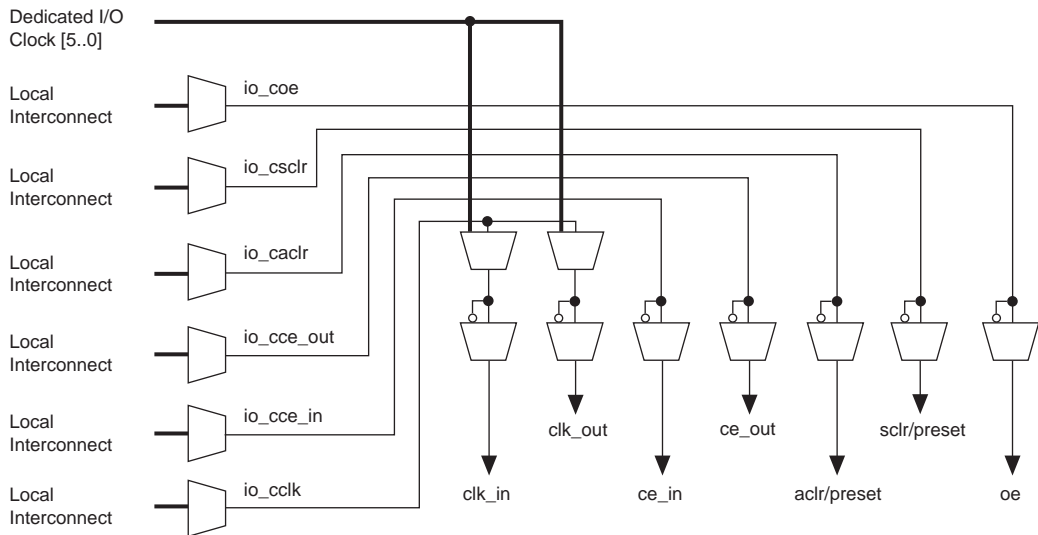 Dedicated I/O
Clock [5..0]
Local
Interconnect
io_coe
Local
Interconnect
io_csclr
Local
Interconnect
io_caclr
Local
Interconnect
io_cce_out
Local
Interconnect
io_cce_in
Local
Interconnect
io_cclk
clk_out
ce_out
sclr/preset
clk_in
ce_in
aclr/preset
oe